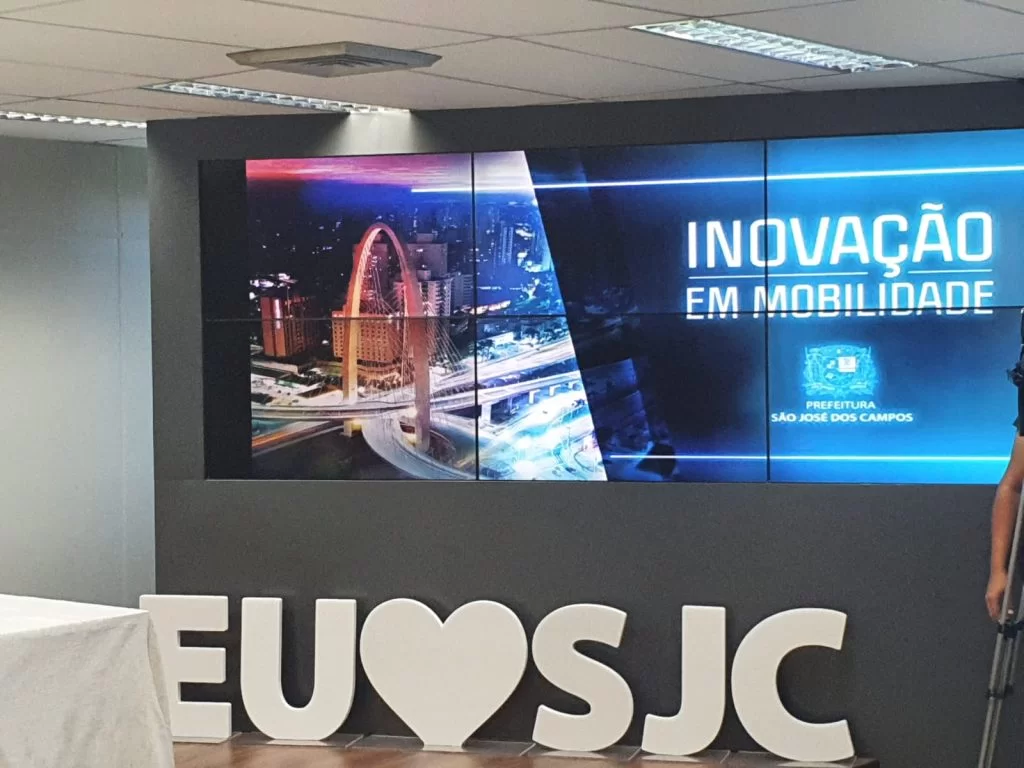 INOVAÇÃO
EM MOBILIDADE
PREFEITURA
SÃO JOSÉ DOS CAMPOS
EU♥SJC